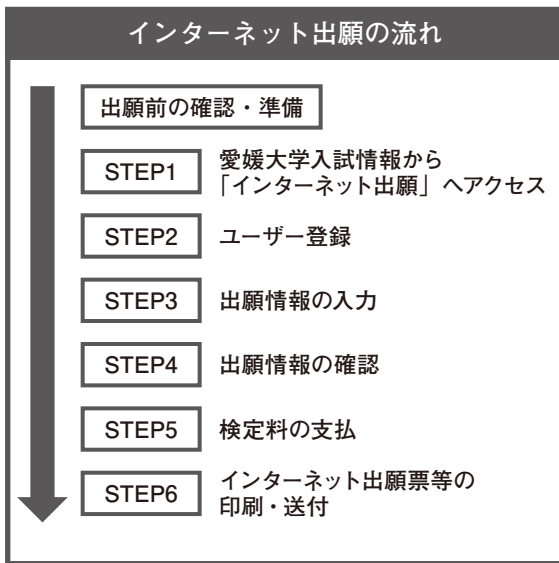 インターネット出願の流れ
出願前の確認・準備
STEP1 愛媛大学入試情報から
「インターネット出願」へアクセス
STEP2 ユーザー登録
STEP3 出願情報の入力
STEP4 出願情報の確認
STEP5 検定料の支払
STEP6 インターネット出願票等の
印刷・送付